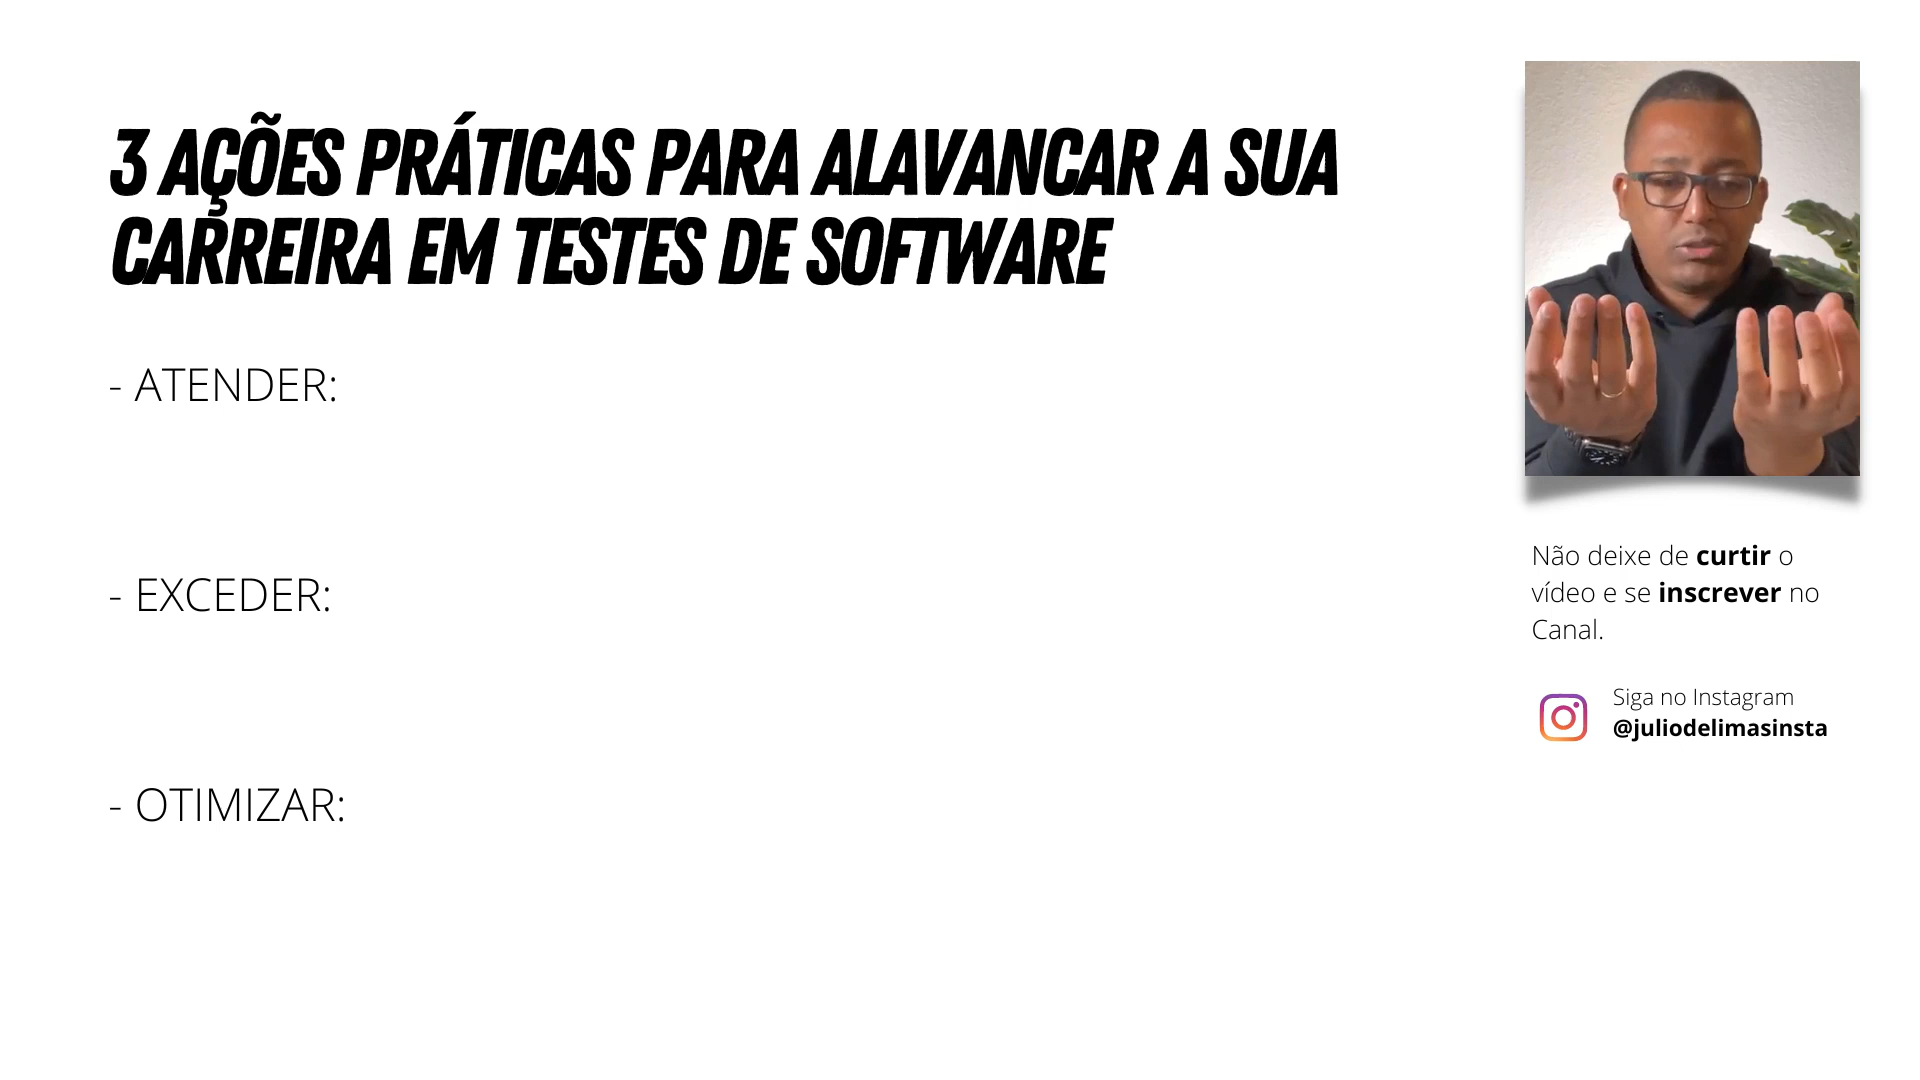 3 AÇÕES PRÁTICAS PARA ALAVANCAR A SUA
CARREIRA EM TESTES DE SOFTWARE
- ATENDER:
- EXCEDER:
- OTIMIZAR:
Não deixe de curtir o
vídeo e se inscrever no
Canal.
Siga no Instagram
@juliodelimasinsta